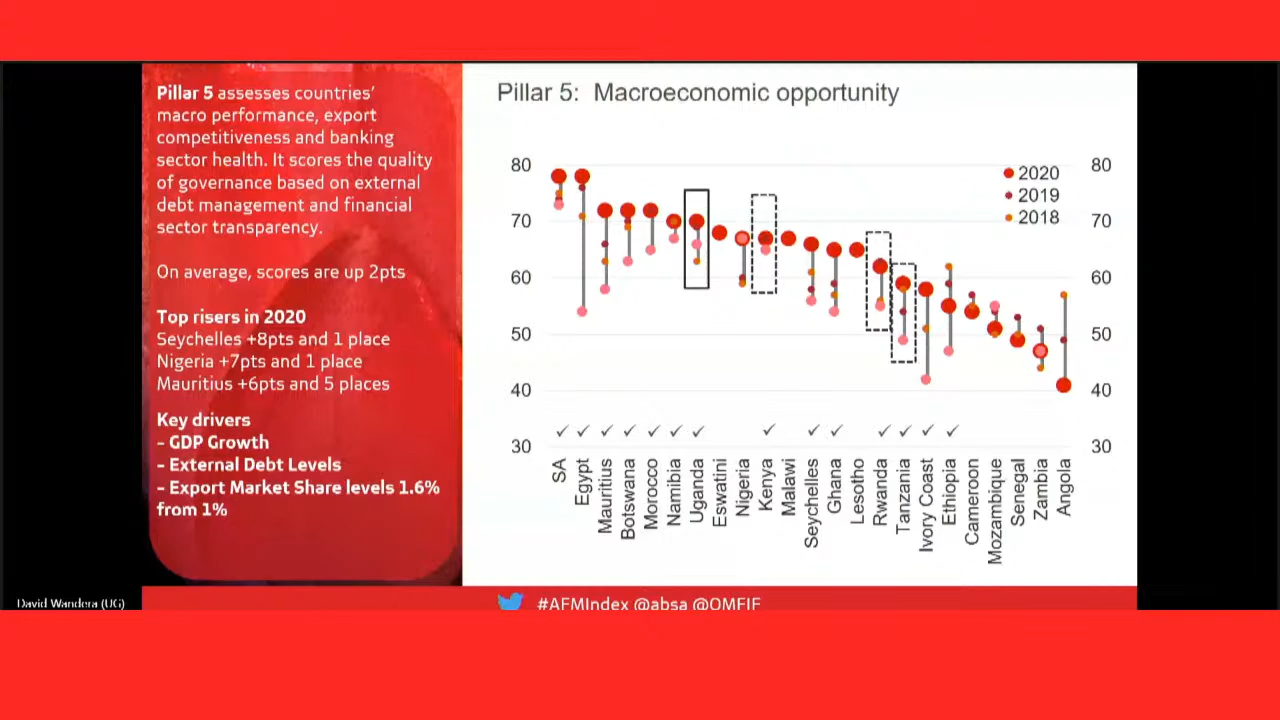 Pillar 5 assesses countries'
macro performance, export
competitiveness and banking
sector health. It scores the quality
of governance based on external
debt management and financial
sector transparency.
On average, scores are up 2pts
Top risers in 2020
Seychelles +8pts and 1 place
Nigeria +7pts and 1 place
Mauritius +6pts and 5 places
Key drivers
- GDP Growth
- External Debt Levels
- Export Market Share levels 1.6%
from 1%
Pillar 5: Macroeconomic opportunity
80
70
60
50
40
30
2020
2019
2018
80
70
60
50
40
30
SA
Egypt
Mauritius
Botswana
Morocco
Namibia
Uganda
Eswatini
Nigeria
Kenya
Malawi
Seychelles
Ghana
Lesotho
Rwanda
Tanzania
Ivory Coast
Ethiopia
Cameroon
Mozambique
Senegal
Zambia
Angola
David Wandera (UG)
#AFMIndex @absa @OMFIF